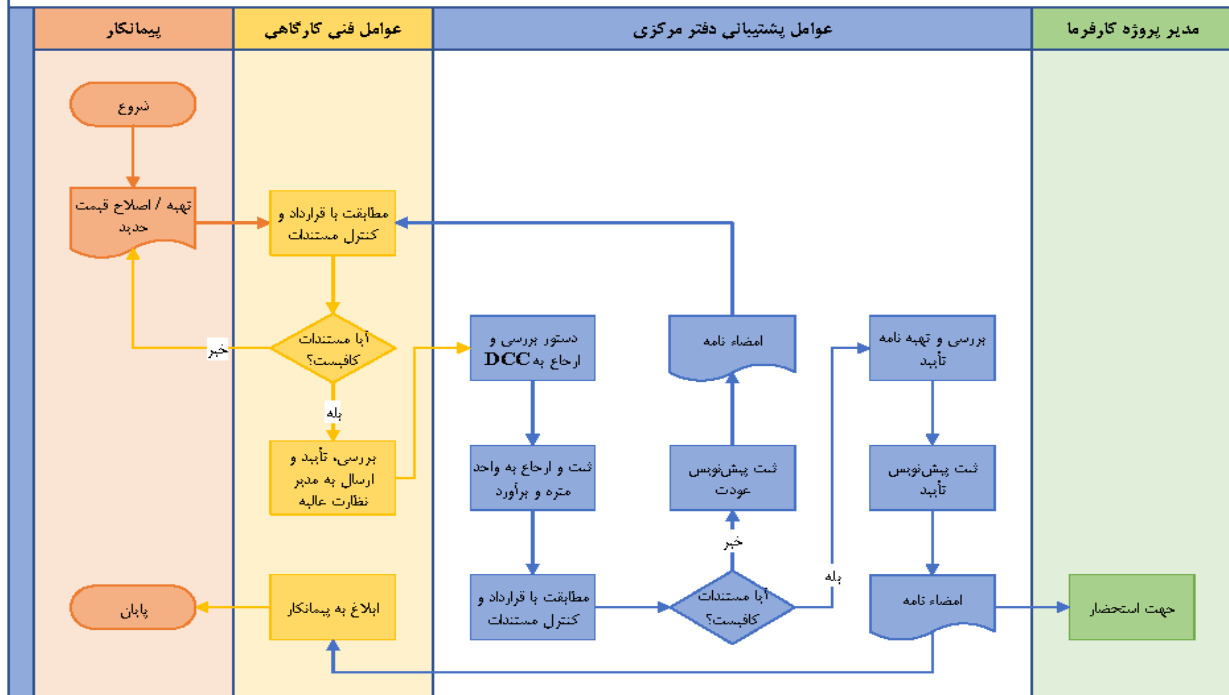 پیمانکار
عوامل فنی کارگاهی
عوامل پشتیبانی دفتر مرکزی
مدیر پروژه کارفرما
شروع
تهیه / اصلاح قیمت
جدید
مطابقت با قرارداد و
کنترل مستندات
آیا مستندات
کافیست؟
خیر
بله
بررسی، تأیید و
ارسال به مدیر
نظارت عالیه
دستور بررسی و
ارجاع به DCC
ثبت و ارجاع به واحد
متره و برآورد
مطابقت با قرارداد و
کنترل مستندات
آیا مستندات
کافیست؟
خیر
ثبت پیش‌نویس
عودت
امضاء نامه
بله
بررسی و تهیه نامه
تأیید
ثبت پیش‌نویس
تأیید
امضاء نامه
جهت استحضار
ابلاغ به پیمانکار
پایان